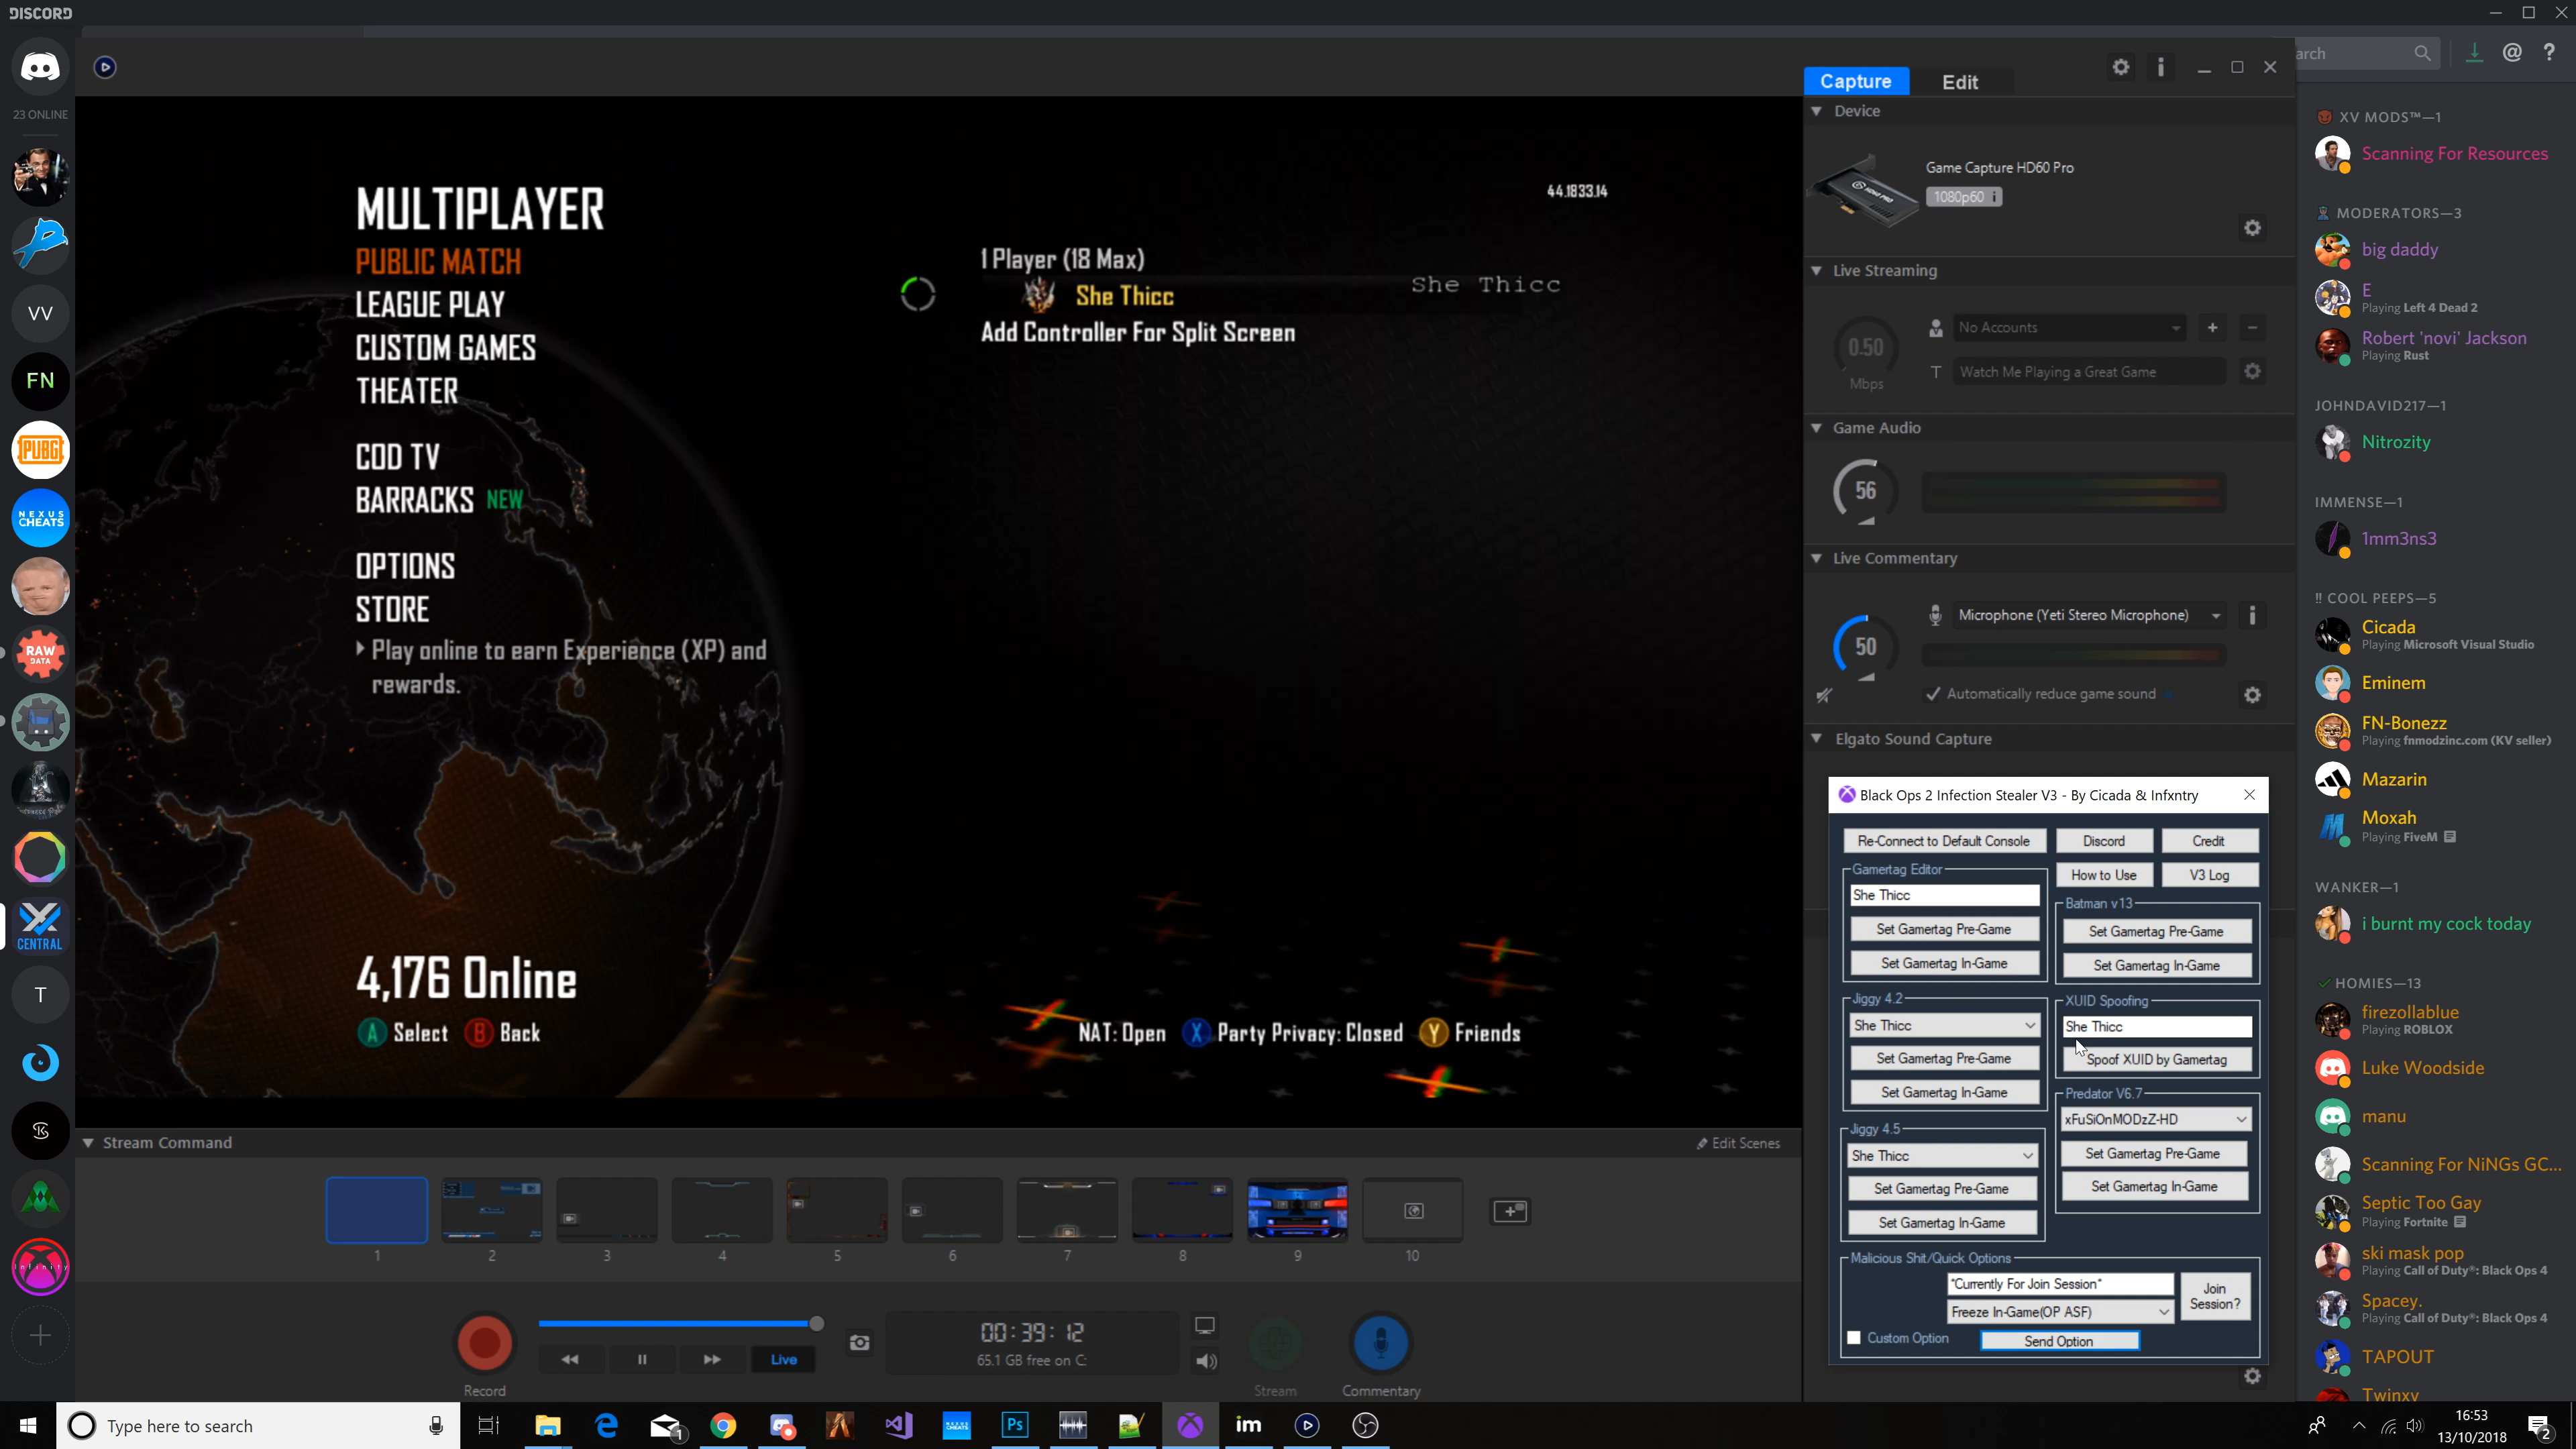 DISCORD
23 ONLINE
VV
FN
PUBG
NEXUS
CHEATS
RAW
DATA
CENTRAL
T
Infinity
MULTIPLAYER
PUBLIC MATCH
LEAGUE PLAY
CUSTOM GAMES
THEATER
COD TV
BARRACKS NEW
OPTIONS
STORE
Play online to earn Experience (XP) and
rewards.
4,176 Online
A Select B Back
44.1833.14
1 Player (18 Max)
She Thicc
She Thicc
Add Controller For Split Screen
NAT: Open X Party Privacy: Closed Y Friends
Stream Command
Edit Scenes
1 2 3 4 5 6 7 8 9 10
Record
Live
00:39:12
65.1 GB free on C:
Stream
Commentary
Capture Edit
Device
Game Capture HD60 Pro
1080p60 i
HD60 PRO
Live Streaming
0.50
Mbps
No Accounts
T Watch Me Playing a Great Game
Game Audio
56
Live Commentary
50
Microphone (Yeti Stereo Microphone)
Automatically reduce game sound
Elgato Sound Capture
Black Ops 2 Infection Stealer V3 - By Cicada & Infxntry
Re-Connect to Default Console
Discord
Credit
How to Use
V3 Log
Gamertag Editor
She Thicc
Set Gamertag Pre-Game
Set Gamertag In-Game
Batman v13
Set Gamertag Pre-Game
Set Gamertag In-Game
Jiggy 4.2
She Thicc
Set Gamertag Pre-Game
Set Gamertag In-Game
XUID Spoofing
She Thicc
Spoof XUID by Gamertag
Jiggy 4.5
She Thicc
Set Gamertag Pre-Game
Set Gamertag In-Game
Predator V6.7
xFuSiOnMODzZ-HD
Set Gamertag Pre-Game
Set Gamertag In-Game
Malicious Shit/Quick Options
"Currently For Join Session"
Freeze In-Game(OP ASF)
Join
Session?
Custom Option
Send Option
arch
@ ?
XV MODS™—1
Scanning For Resources
MODERATORS—3
big daddy
E
Playing Left 4 Dead 2
Robert 'novi' Jackson
Playing Rust
JOHNDAVID217—1
Nitrozity
IMMENSE—1
1mm3ns3
!! COOL PEEPS—5
Cicada
Playing Microsoft Visual Studio
Eminem
FN-Bonezz
Playing fnmodzinc.com (KV seller)
Mazarin
Moxah
Playing FiveM
WANKER—1
i burnt my cock today
HOMIES—13
firezollablue
Playing ROBLOX
Luke Woodside
manu
Scanning For NiNGs GC...
Septic Too Gay
Playing Fortnite
ski mask pop
Playing Call of Duty®: Black Ops 4
Spacey.
Playing Call of Duty®: Black Ops 4
TAPOUT
Twinxy
Type here to search
1
NEXUS
CHEATS
Ps
im
16:53
13/10/2018
2